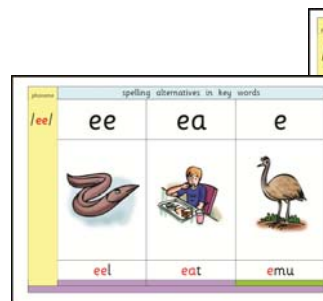 phoneme spelling alternatives in key words
/ee/ ee ea e
eel eat emu